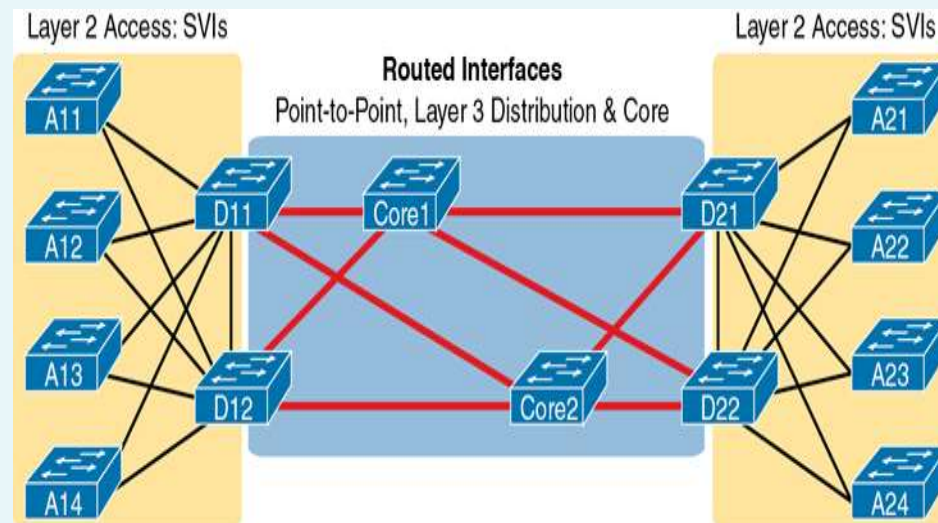 Layer 2 Access: SVIs
Layer 2 Access: SVIs
Routed Interfaces
Point-to-Point, Layer 3 Distribution & Core
A11
A21
D11
Core1
D21
A12
A22
A13
A23
D12
Core2
D22
A14
A24